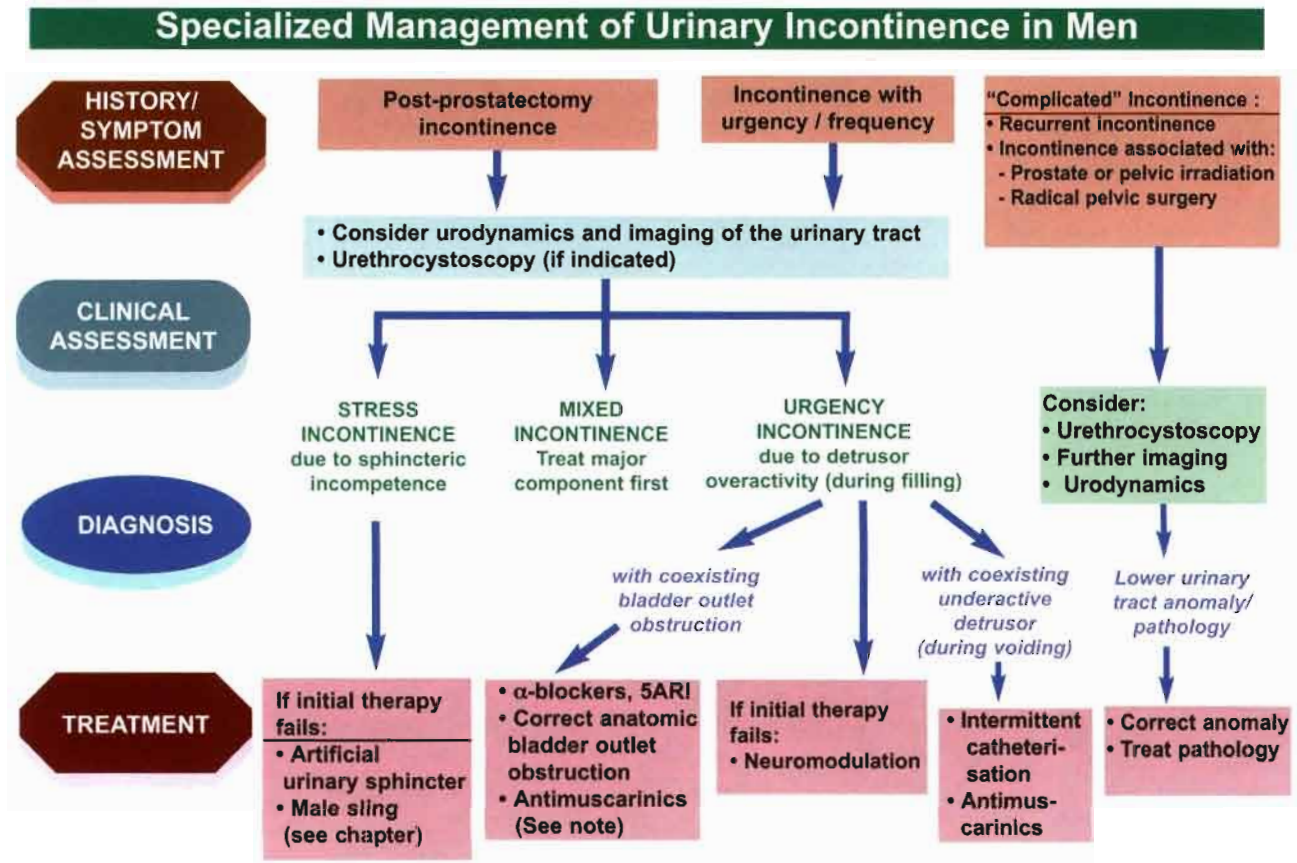 Specialized Management of Urinary Incontinence in Men
HISTORY/
SYMPTOM
ASSESSMENT
Post-prostatectomy
incontinence
Incontinence with
urgency / frequency
“Complicated” Incontinence :
• Recurrent incontinence
• Incontinence associated with:
- Prostate or pelvic irradiation
- Radical pelvic surgery
• Consider urodynamics and imaging of the urinary tract
• Urethrocystoscopy (if indicated)
CLINICAL
ASSESSMENT
STRESS
INCONTINENCE
due to sphincteric
incompetence
MIXED
INCONTINENCE
Treat major
component first
URGENCY
INCONTINENCE
due to detrusor
overactivity (during filling)
Consider:
• Urethrocystoscopy
• Further imaging
• Urodynamics
DIAGNOSIS
with coexisting
bladder outlet
obstruction
with coexisting
underactive
detrusor
(during voiding)
Lower urinary
tract anomaly/
pathology
TREATMENT
If initial therapy
fails:
• Artificial
urinary sphincter
• Male sling
(see chapter)
• α-blockers, 5ARI
• Correct anatomic
bladder outlet
obstruction
• Antimuscarinics
(See note)
If initial therapy
fails:
• Neuromodulation
• Intermittent
catheteri-
sation
• Antimus-
carinics
• Correct anomaly
• Treat pathology